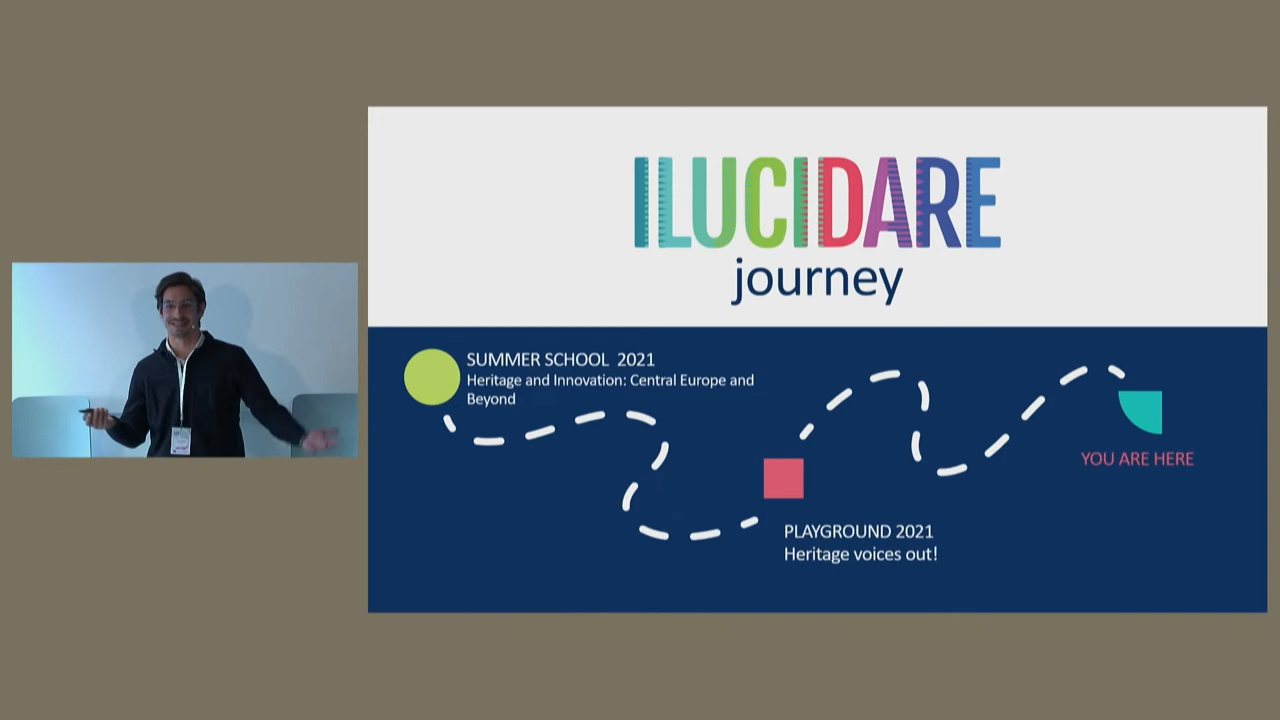 ILUCIDARE
journey
SUMMER SCHOOL 2021
Heritage and Innovation: Central Europe and
Beyond
YOU ARE HERE
PLAYGROUND 2021
Heritage voices out!